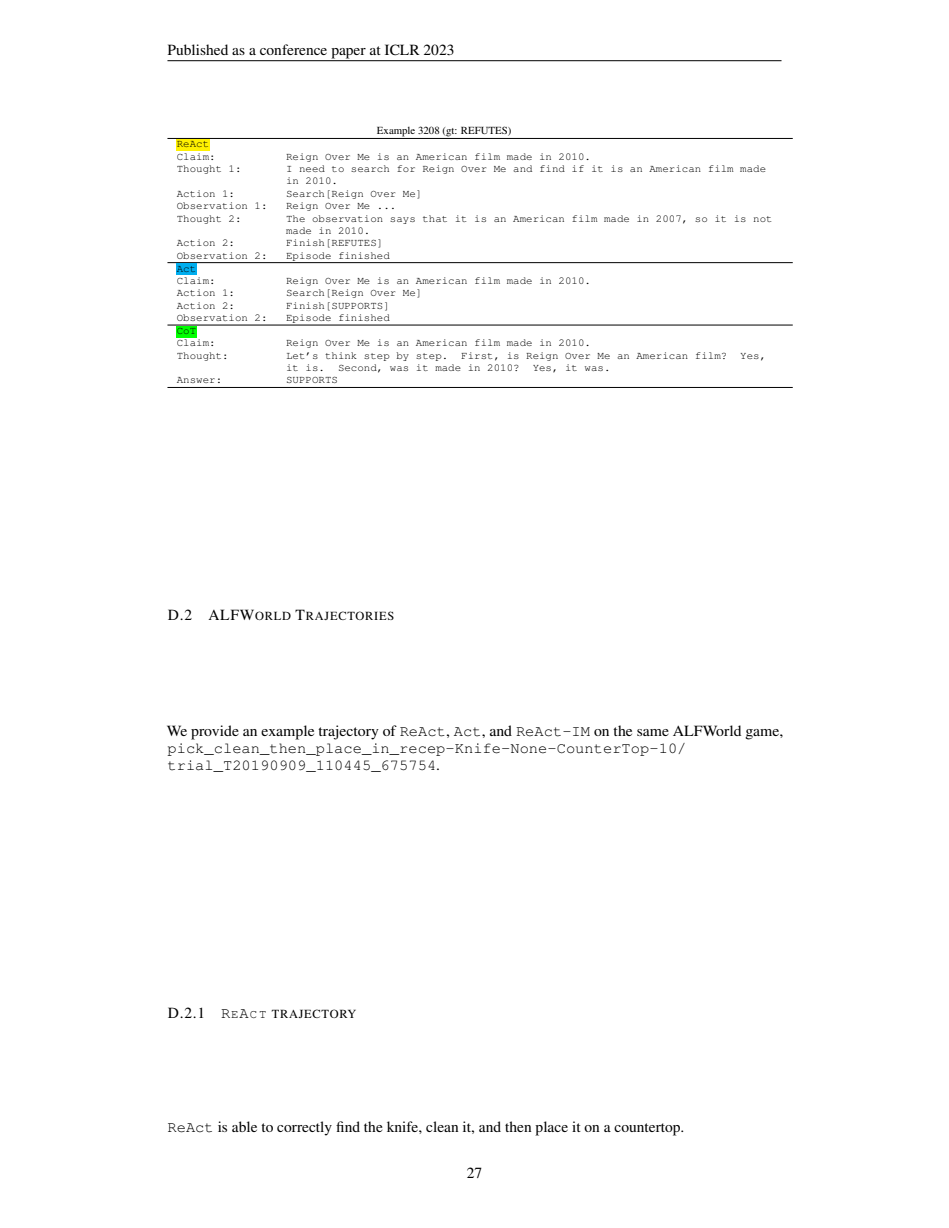 Published as a conference paper at ICLR 2023
Example 3208 (gt: REFUTES)
ReAct
Claim: Reign Over Me is an American film made in 2010.
Thought 1: I need to search for Reign Over Me and find if it is an American film made
in 2010.
Action 1: Search[Reign Over Me]
Observation 1: Reign Over Me ...
Thought 2: The observation says that it is an American film made in 2007, so it is not
made in 2010.
Action 2: Finish[REFUTES]
Observation 2: Episode finished
Act
Claim: Reign Over Me is an American film made in 2010.
Action 1: Search[Reign Over Me]
Action 2: Finish[SUPPORTS]
Observation 2: Episode finished
CoT
Claim: Reign Over Me is an American film made in 2010.
Thought: Let’s think step by step. First, is Reign Over Me an American film? Yes,
it is. Second, was it made in 2010? Yes, it was.
Answer: SUPPORTS
D.2 ALFWORLD TRAJECTORIES
We provide an example trajectory of ReAct, Act, and ReAct-IM on the same ALFWorld game,
pick_clean_then_place_in_recep-Knife-None-CounterTop-10/
trial_T20190909_110445_675754.
D.2.1 REACT TRAJECTORY
ReAct is able to correctly find the knife, clean it, and then place it on a countertop.
27